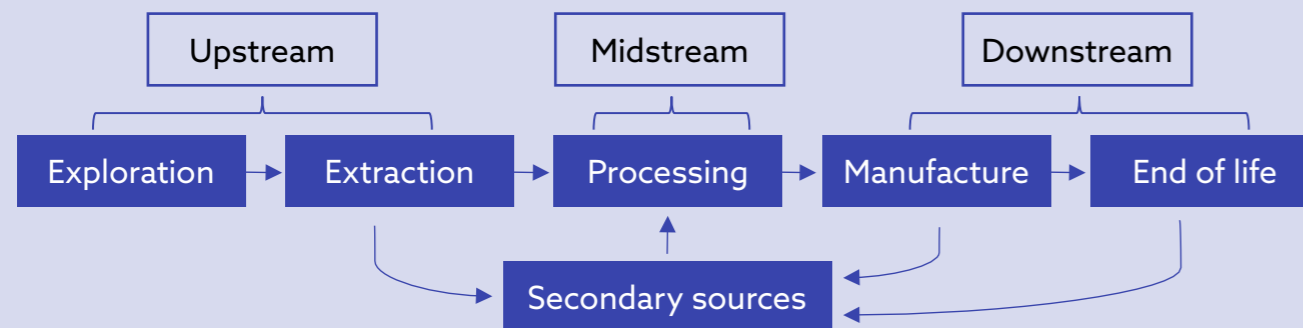 Upstream
Midstream
Downstream
Exploration
Extraction
Processing
Manufacture
End of life
Secondary sources